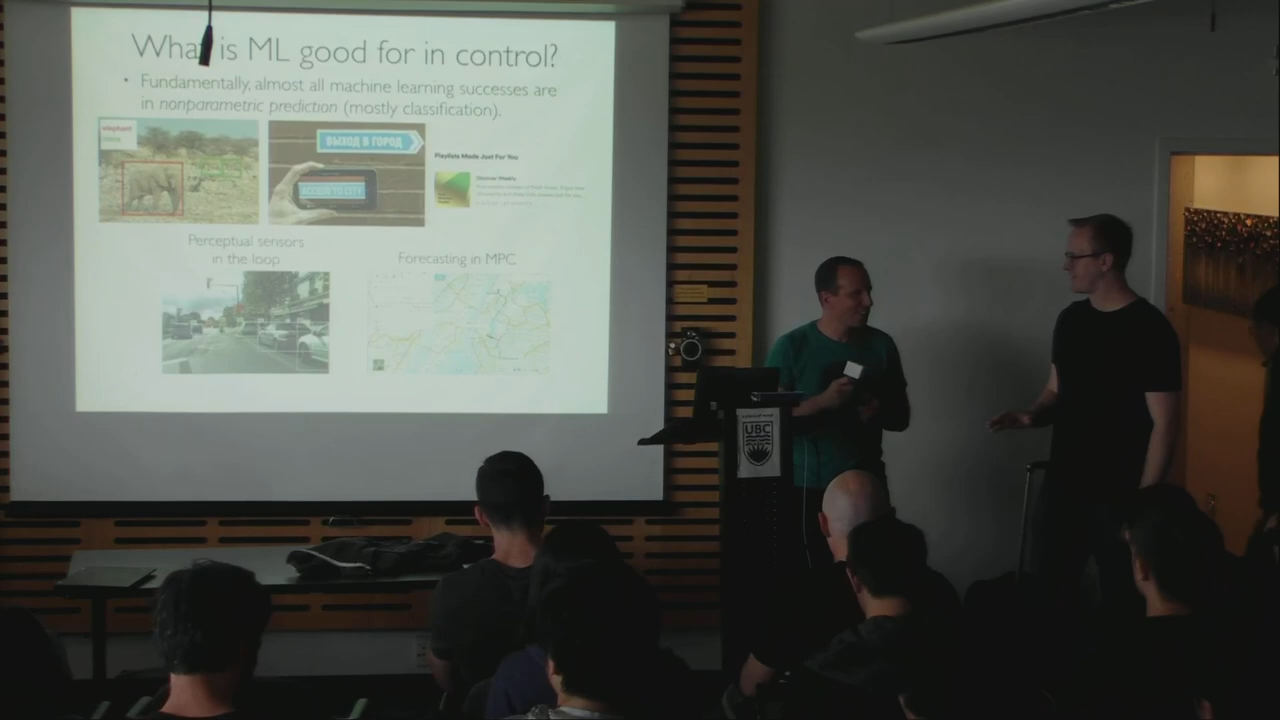 What is ML good for in control?
• Fundamentally, almost all machine learning successes are
in nonparametric prediction (mostly classification).
elephant
ВЫХОД В ГОРОД
ACCESS TO CITY
Playlists Made Just For You
Discover Weekly
Perceptual sensors
in the loop
Forecasting in MPC
UBC